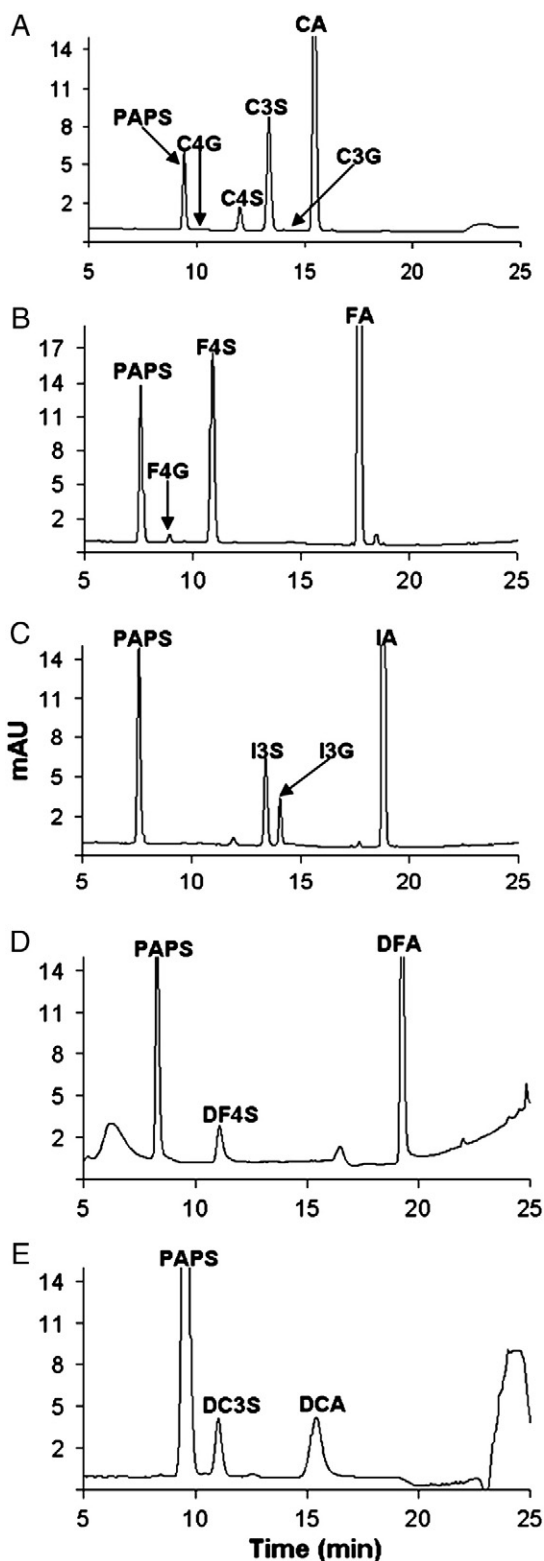 A
14
CA
11
8
PAPS
C4G
C3S
5
C3G
2
C4S
5 10 15 20 25
B
17
FA
F4S
14
PAPS
11
8
5
F4G
2
5 10 15 20 25
C
14
PAPS
IA
11
8
I3S
I3G
5
2
mAU
5 10 15 20 25
D
14
PAPS
DFA
11
8
5
DF4S
2
5 10 15 20 25
E
PAPS
14
11
8
5
DC3S
DCA
2
5 10 15 20 25
Time (min)